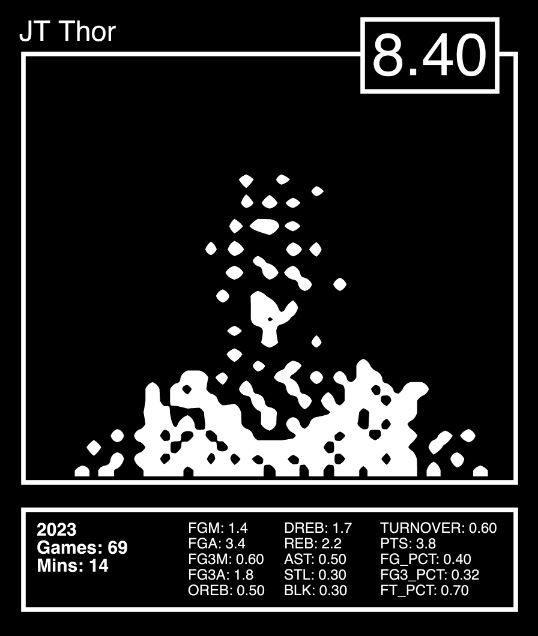 JT Thor
8.40
2023
Games: 69
Mins: 14
FGM: 1.4
FGA: 3.4
FG3M: 0.60
FG3A: 1.8
OREB: 0.50
DREB: 1.7
REB: 2.2
AST: 0.50
STL: 0.30
BLK: 0.30
TURNOVER: 0.60
PTS: 3.8
FG_PCT: 0.40
FG3_PCT: 0.32
FT_PCT: 0.70